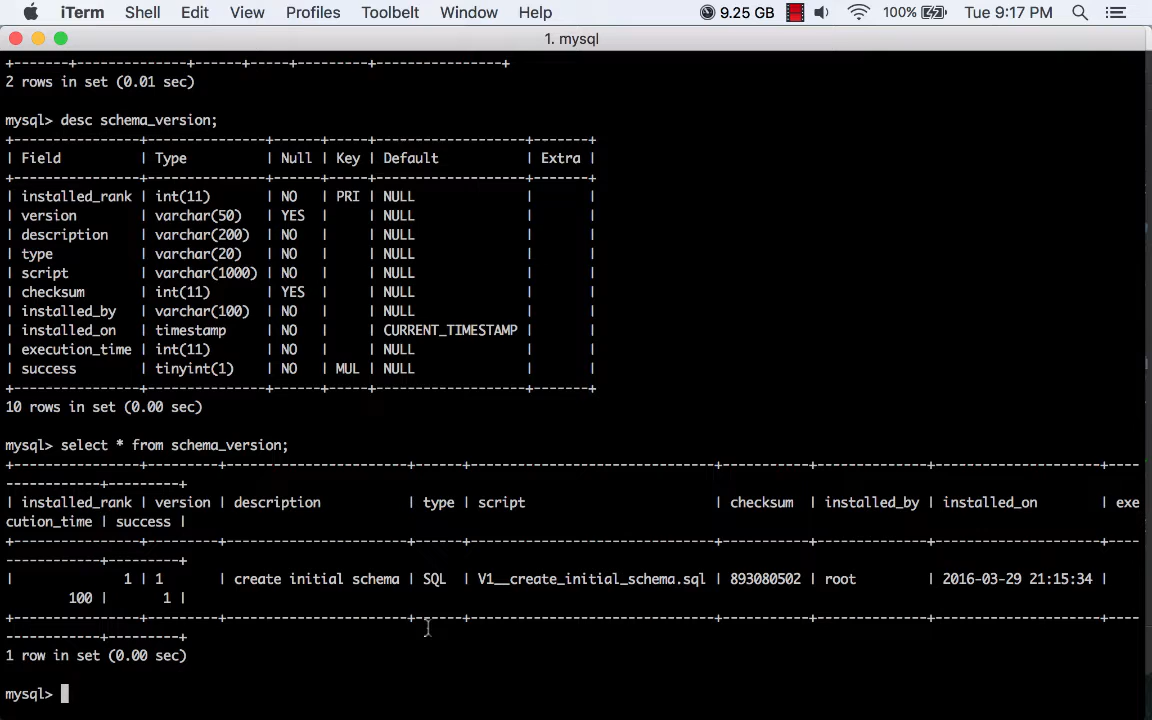 iTerm Shell Edit View Profiles Toolbelt Window Help 9.25 GB 100% Tue 9:17 PM
1. mysql
+-------+--------------+------+-----+---------+----------------+
2 rows in set (0.01 sec)
mysql> desc schema_version;
+----------------+---------------+------+-----+-------------------+-------+
| Field | Type | Null | Key | Default | Extra |
+----------------+---------------+------+-----+-------------------+-------+
| installed_rank | int(11) | NO | PRI | NULL | |
| version | varchar(50) | YES | | NULL | |
| description | varchar(200) | NO | | NULL | |
| type | varchar(20) | NO | | NULL | |
| script | varchar(1000) | NO | | NULL | |
| checksum | int(11) | YES | | NULL | |
| installed_by | varchar(100) | NO | | NULL | |
| installed_on | timestamp | NO | | CURRENT_TIMESTAMP | |
| execution_time | int(11) | NO | | NULL | |
| success | tinyint(1) | NO | MUL | NULL | |
+----------------+---------------+------+-----+-------------------+-------+
10 rows in set (0.00 sec)
mysql> select * from schema_version;
+----------------+---------+-----------------------+------+-------------------------------+-----------+--------------+---------------------+----
------------+---------+
| installed_rank | version | description | type | script | checksum | installed_by | installed_on | exe
cution_time | success |
+----------------+---------+-----------------------+------+-------------------------------+-----------+--------------+---------------------+----
------------+---------+
| 1 | 1 | create initial schema | SQL | V1__create_initial_schema.sql | 893080502 | root | 2016-03-29 21:15:34 |
100 | 1 |
+----------------+---------+-----------------------+------+-------------------------------+-----------+--------------+---------------------+----
------------+---------+
1 row in set (0.00 sec)
mysql>